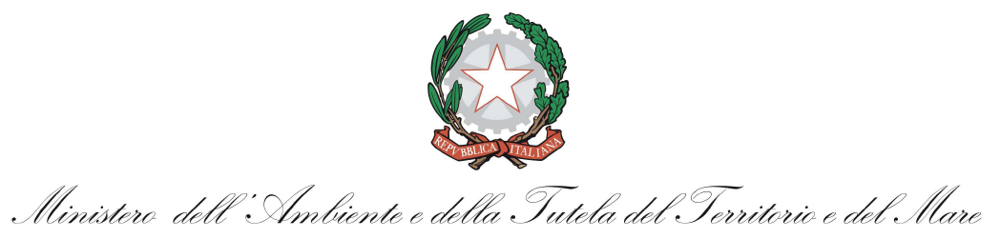 REPVBBLICA ITALIANA
Ministero dell'Ambiente e della Tutela del Territorio e del Mare